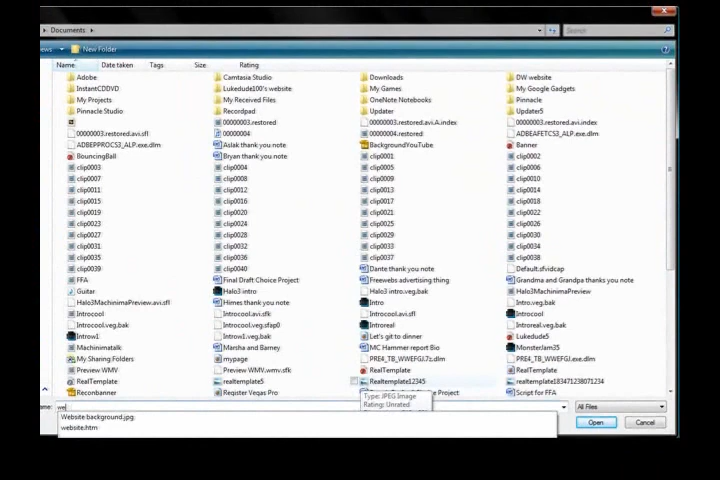 Documents
Search
ews New Folder
Name Date taken Tags Size Rating
Adobe Camtasia Studio Downloads DW website
InstantCDDVD Lukedude100's website My Games My Google Gadgets
My Projects My Received Files OneNote Notebooks Pinnacle
Pinnacle Studio Recordpad Updater Updater5
00000003.restored 00000003.restored.avi.A.index 00000003.restored.avi.index
00000003.restored.avi.sfl 00000004 00000004.restored ADBEAFETCS3_ALP.exe.dlm
ADBEPPROCS3_ALP.exe.dlm Aslak thank you note BackgroundYouTube Banner
BouncingBall Bryan thank you note clip0001 clip0002
clip0003 clip0004 clip0005 clip0006
clip0007 clip0008 clip0009 clip0010
clip0011 clip0012 clip0013 clip0014
clip0015 clip0016 clip0017 clip0018
clip0019 clip0020 clip0021 clip0022
clip0023 clip0024 clip0025 clip0026
clip0027 clip0028 clip0029 clip0030
clip0031 clip0032 clip0033 clip0034
clip0035 clip0036 clip0037 clip0038
clip0039 clip0040 Dante thank you note Default.sfvidcap
FFA Final Draft Choice Project Freewebs advertising thing Grandma and Grandpa thanks you note
Guitar Halo3 intro Halo3 intro.veg.bak Halo3MachinimaPreview
Halo3MachinimaPreview.avi.sfl Himes thank you note Intro Intro.veg.bak
Introcool Introcool.avi.sfk Introcool.avi.sfl Introcool
Introcool.veg.bak Introcool.veg.sfap0 Introreal Introreal.veg.bak
Introw1 Introw1.veg.bak Let's git to dinner Lukedude5
Machinimatalk Marsha and Barney MC Hammer report Bio MonsterJam35
My Sharing Folders mypage PRE4_TB_WWEFGJ.7z.dlm PRE4_TB_WWEFGJ.exe.dlm
Preview WMV Preview WMV.wmv.sfk RealTemplate RealTemplate
RealTemplate realtemplate5 Realtemplate12345 realtemplate183471238071234
Reconbanner Register Vegas Pro Project Script for FFA
Type: JPEG Image
Rating: Unrated
ame: we All Files
Website background.jpg
website.htm
Open Cancel